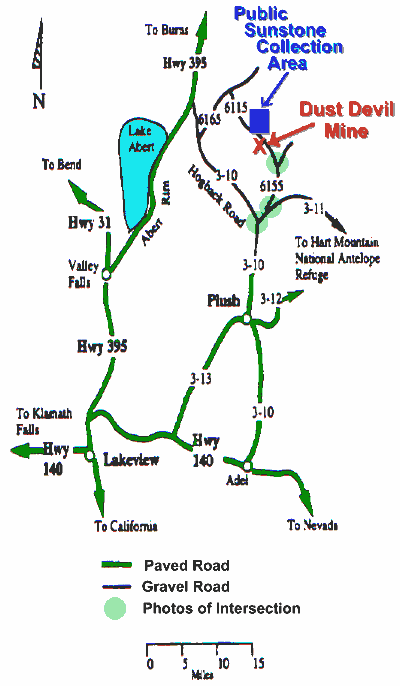 To Burns
Public
Sunstone
Collection
Area
Hwy 395
N
6165
6115
Dust Devil
Mine
X
Lake
Abert
To Bend
3-10
Hogback Road
6155
Abert Rim
3-11
Hwy 31
To Hart Mountain
National Antelope
Refuge
Valley
Falls
3-10
Plush
3-12
Hwy 395
3-13
3-10
To Klamath
Falls
Hwy
140
Lakeview
Hwy
140
Adel
To California
To Nevada
Paved Road
Gravel Road
Photos of Intersection
0 5 10 15
Miles